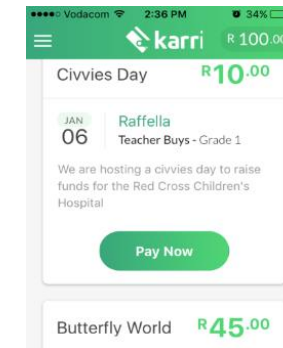 Vodacom 2:36 PM 34%
karri R 100.00
Civvies Day R10.00
JAN
06
Raffella
Teacher Buys - Grade 1
We are hosting a civvies day to raise
funds for the Red Cross Children's
Hospital
Pay Now
Butterfly World R45.00